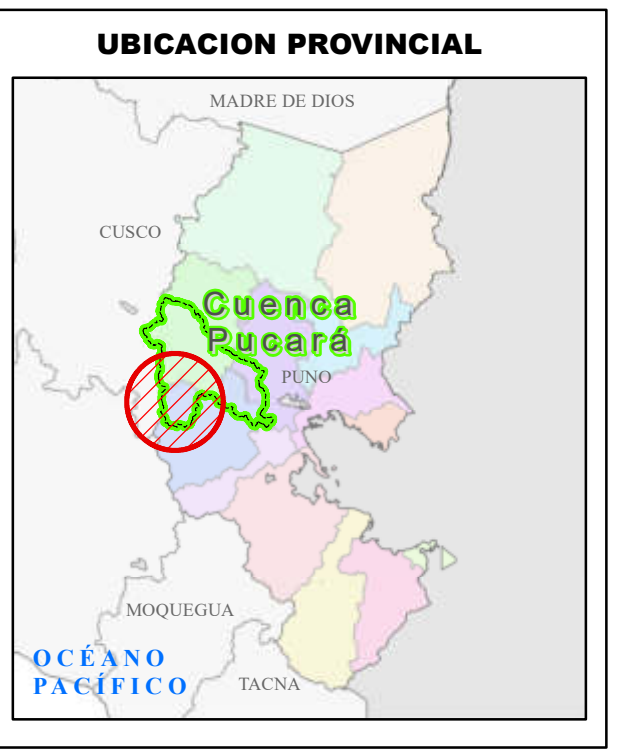 UBICACION PROVINCIAL
MADRE DE DIOS
CUSCO
Cuenca
Pucará
PUNO
MOQUEGUA
OCÉANO
PACÍFICO
TACNA